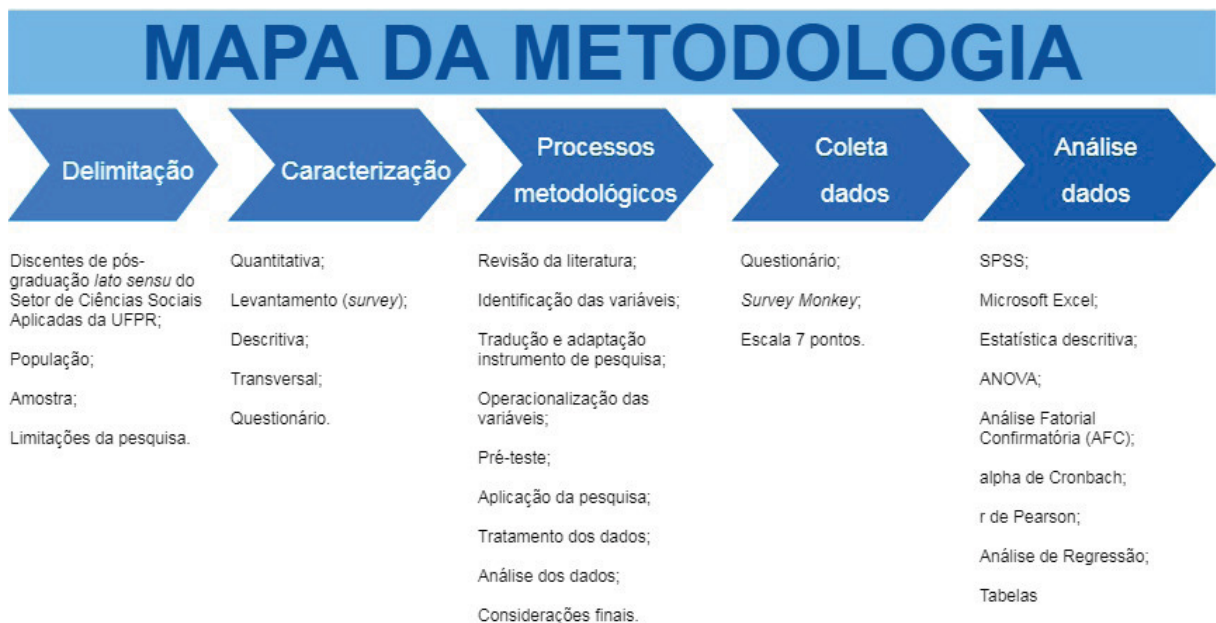 MAPA DA METODOLOGIA
Delimitação
Caracterização
Processos
metodológicos
Coleta
dados
Análise
dados
Discentes de pós-
graduação lato sensu do
Setor de Ciências Sociais
Aplicadas da UFPR;
População;
Amostra;
Limitações da pesquisa.
Quantitativa;
Levantamento (survey);
Descritiva;
Transversal;
Questionário.
Revisão da literatura;
Identificação das variáveis;
Tradução e adaptação
instrumento de pesquisa;
Operacionalização das
variáveis;
Pré-teste;
Aplicação da pesquisa;
Tratamento dos dados;
Análise dos dados;
Considerações finais.
Questionário;
Survey Monkey;
Escala 7 pontos.
SPSS;
Microsoft Excel;
Estatística descritiva;
ANOVA;
Análise Fatorial
Confirmatória (AFC);
alpha de Cronbach;
r de Pearson;
Análise de Regressão;
Tabelas